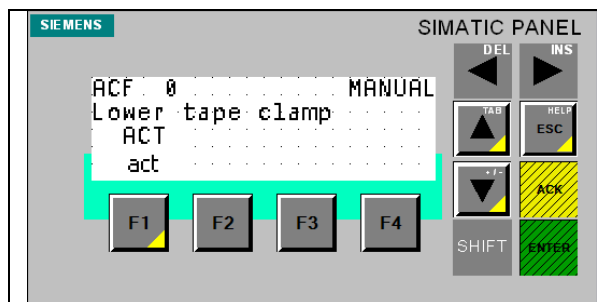 SIEMENS
SIMATIC PANEL
DEL
INS
ACF 0 MANUAL
Lower tape clamp
ACT
act
TAB
HELP
ESC
+/-
ACK
F1
F2
F3
F4
SHIFT
ENTER